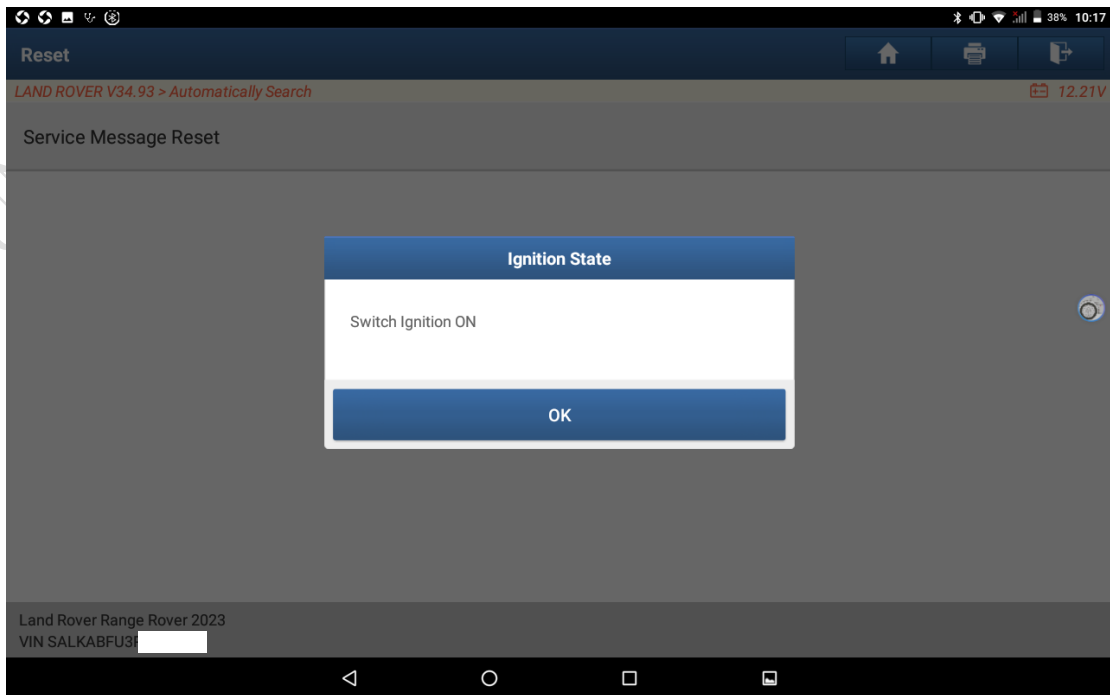 38% 10:17
Reset
LAND ROVER V34.93 > Automatically Search
12.21V
Service Message Reset
Ignition State
Switch Ignition ON
OK
Land Rover Range Rover 2023
VIN SALKABFU3